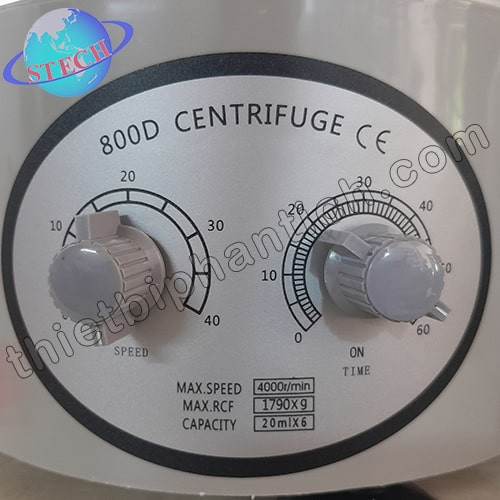 STECH
800D CENTRIFUGE CE
10
20
30
40
SPEED
0
10
20
30
40
60
ON
TIME
MAX.SPEED 4000r/min
MAX.RCF 1790Xg
CAPACITY 20mlX6
thietbiphantich.com